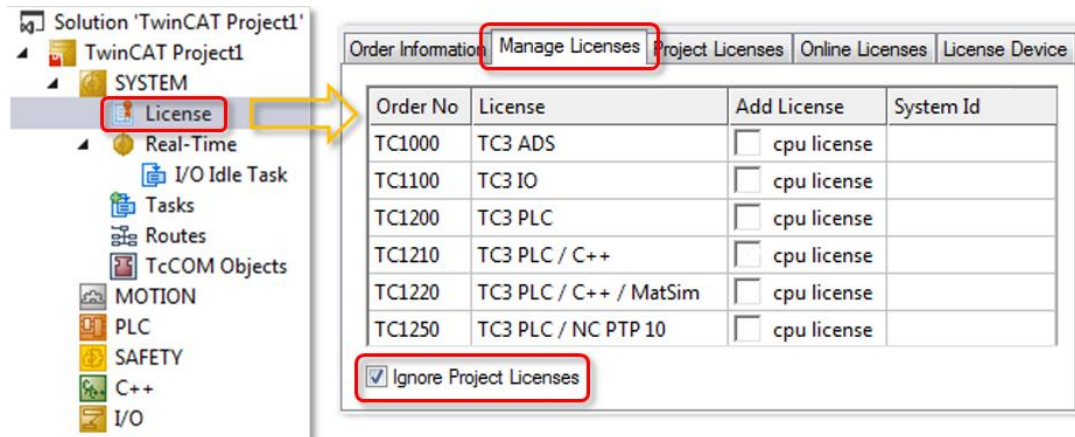 Solution 'TwinCAT Project1'
TwinCAT Project1
SYSTEM
License
Real-Time
I/O Idle Task
Tasks
Routes
TcCOM Objects
MOTION
PLC
SAFETY
C++
I/O
Order Information Manage Licenses Project Licenses Online Licenses License Device
Order No License Add License System Id
TC1000 TC3 ADS cpu license
TC1100 TC3 IO cpu license
TC1200 TC3 PLC cpu license
TC1210 TC3 PLC / C++ cpu license
TC1220 TC3 PLC / C++ / MatSim cpu license
TC1250 TC3 PLC / NC PTP 10 cpu license
Ignore Project Licenses